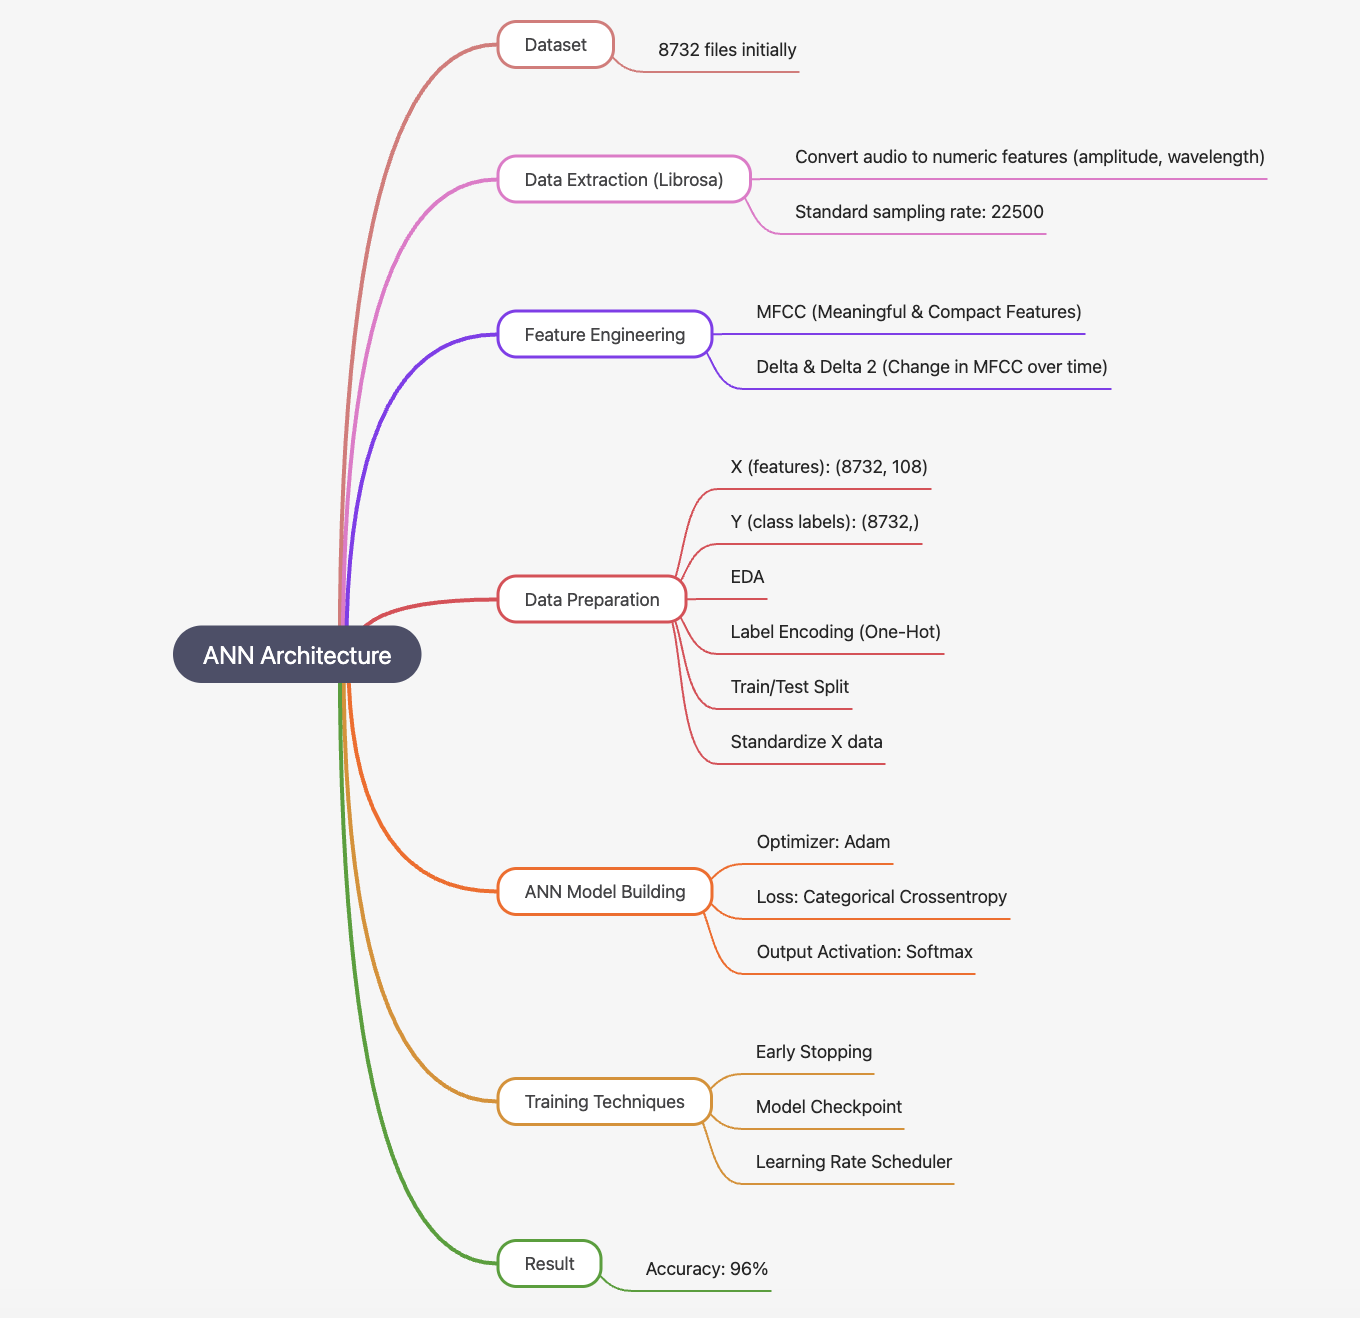 Dataset
8732 files initially
Data Extraction (Librosa)
Convert audio to numeric features (amplitude, wavelength)
Standard sampling rate: 22500
Feature Engineering
MFCC (Meaningful & Compact Features)
Delta & Delta 2 (Change in MFCC over time)
ANN Architecture
Data Preparation
X (features): (8732, 108)
Y (class labels): (8732,)
EDA
Label Encoding (One-Hot)
Train/Test Split
Standardize X data
ANN Model Building
Optimizer: Adam
Loss: Categorical Crossentropy
Output Activation: Softmax
Training Techniques
Early Stopping
Model Checkpoint
Learning Rate Scheduler
Result
Accuracy: 96%